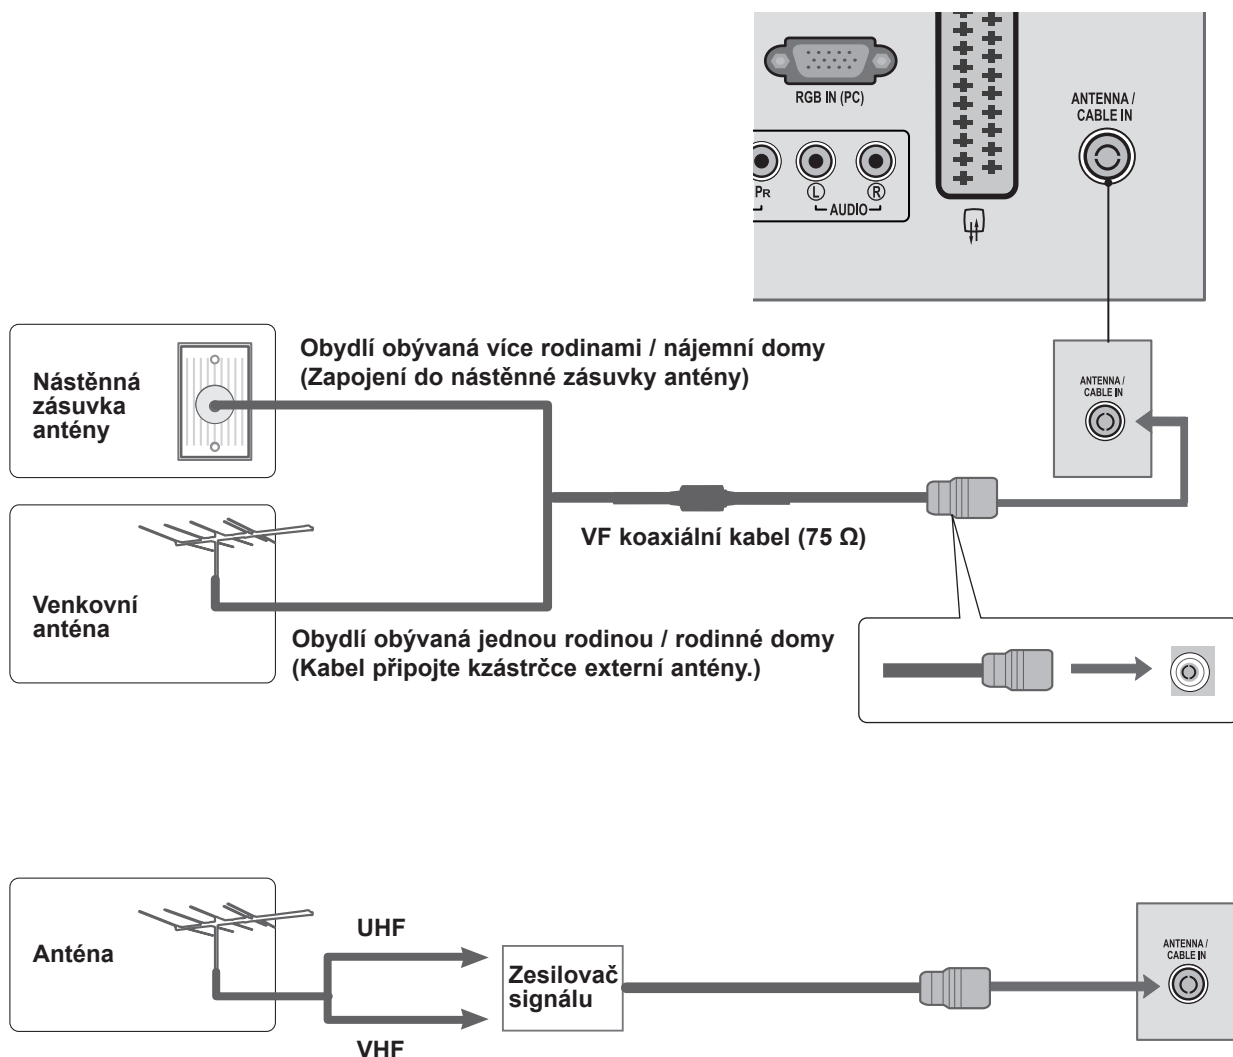 RGB IN (PC)
ANTENNA /
CABLE IN
PR
L
R
AUDIO
Nástěnná
zásuvka
antény
Obydlí obývaná více rodinami / nájemní domy
(Zapojení do nástěnné zásuvky antény)
ANTENNA /
CABLE IN
VF koaxiální kabel (75 Ω)
Venkovní
anténa
Obydlí obývaná jednou rodinou / rodinné domy
(Kabel připojte kzástrčce externí antény.)
Anténa
UHF
VHF
Zesilovač
signálu
ANTENNA /
CABLE IN